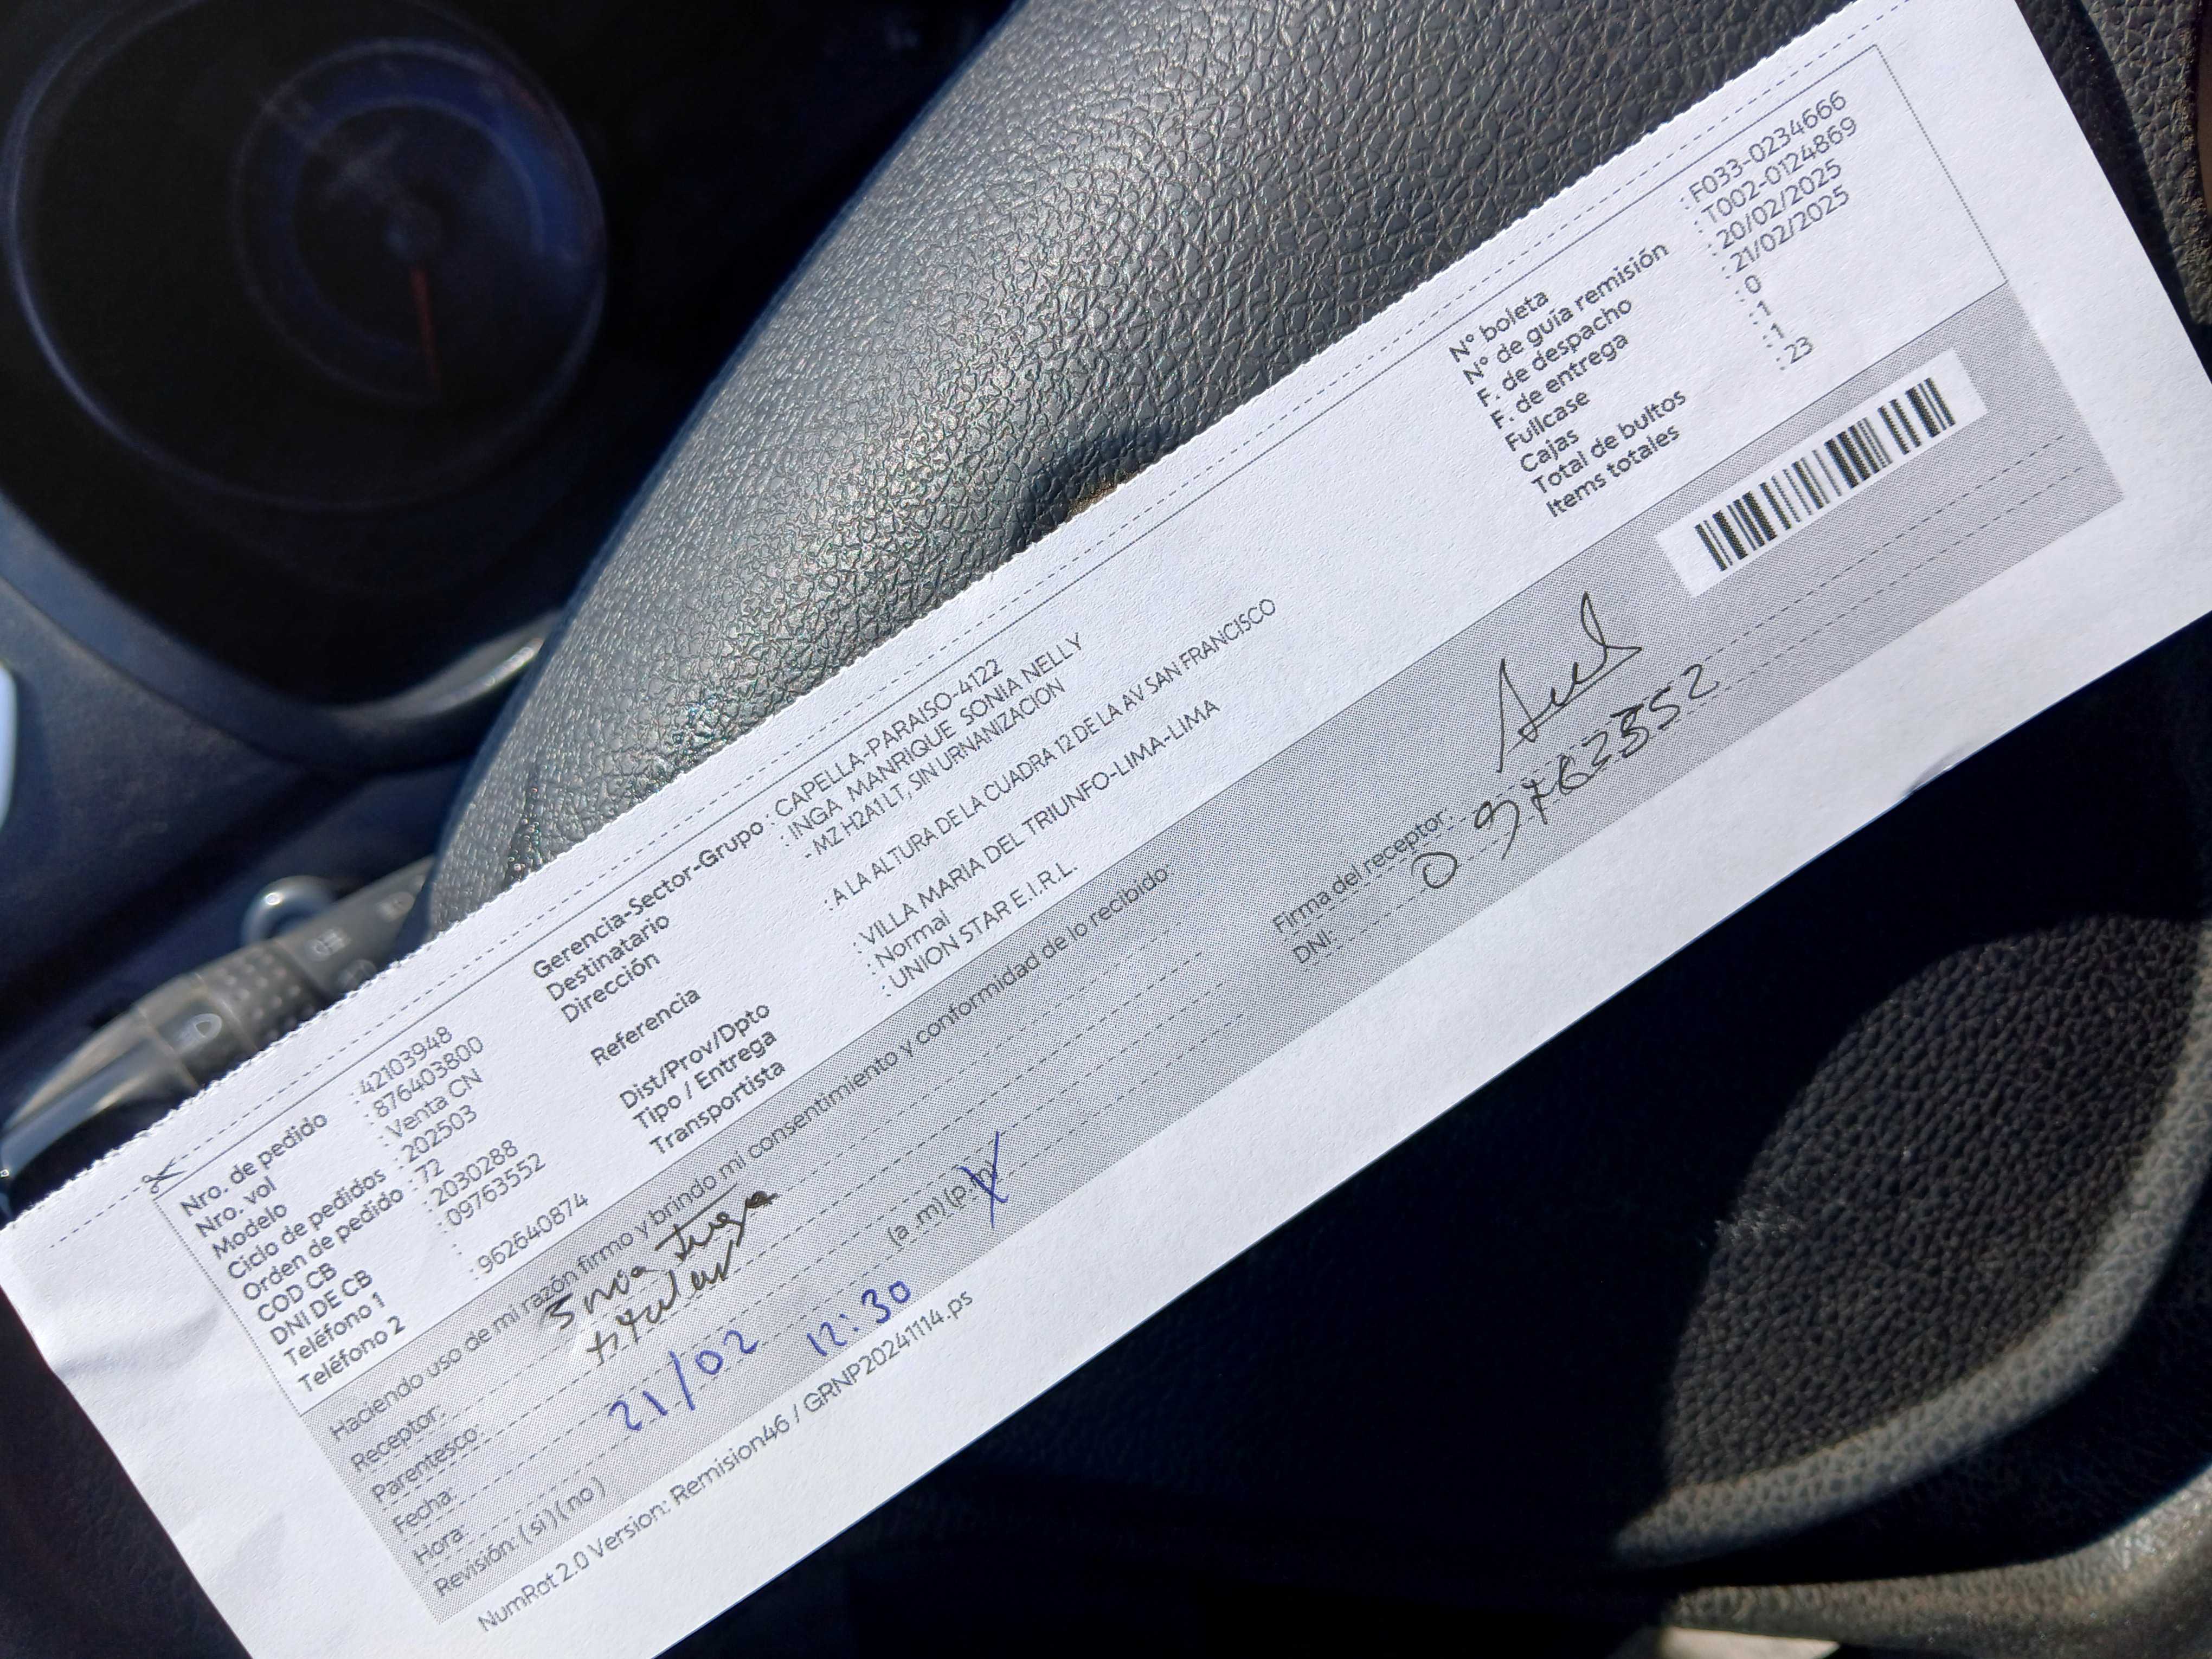 Nro. de pedido : 42103948
Nro. vol : 876403800
Modelo : Venta CN
Ciclo de pedidos : 202503
Orden de pedido : 72
COD CB : 2030288
DNI DE CB : 09763552
Teléfono 1 :
Teléfono 2 : 962640874
Gerencia-Sector-Grupo : CAPELLA-PARAISO-4122
Destinatario : INGA MANRIQUE SONIA NELLY
Dirección - MZ H2A1 LT, SIN URNANIZACION
Referencia : A LA ALTURA DE LA CUADRA 12 DE LA AV SAN FRANCISCO
Dist/Prov/Dpto : VILLA MARIA DEL TRIUNFO-LIMA-LIMA
Tipo / Entrega : Normal
Transportista : UNION STAR E.I.R.L.
N° boleta : F033-0234666
N° de guía remisión : T002-0124869
F. de despacho : 20/02/2025
F. de entrega : 21/02/2025
Fullcase : 0
Cajas : 1
Total de bultos : 1
Items totales : 23
Haciendo uso de mi razón firmo y brindo mi consentimiento y conformidad de lo recibido:
Receptor: Inga
Parentesco: titular
Fecha: 21/02
Hora: 12:30 (a .m) (p.m)
Revisión: ( si ) ( no )
Firma del receptor:
DNI:
NumRot 2.0 Version: Remision46 / GRNP20241114.ps